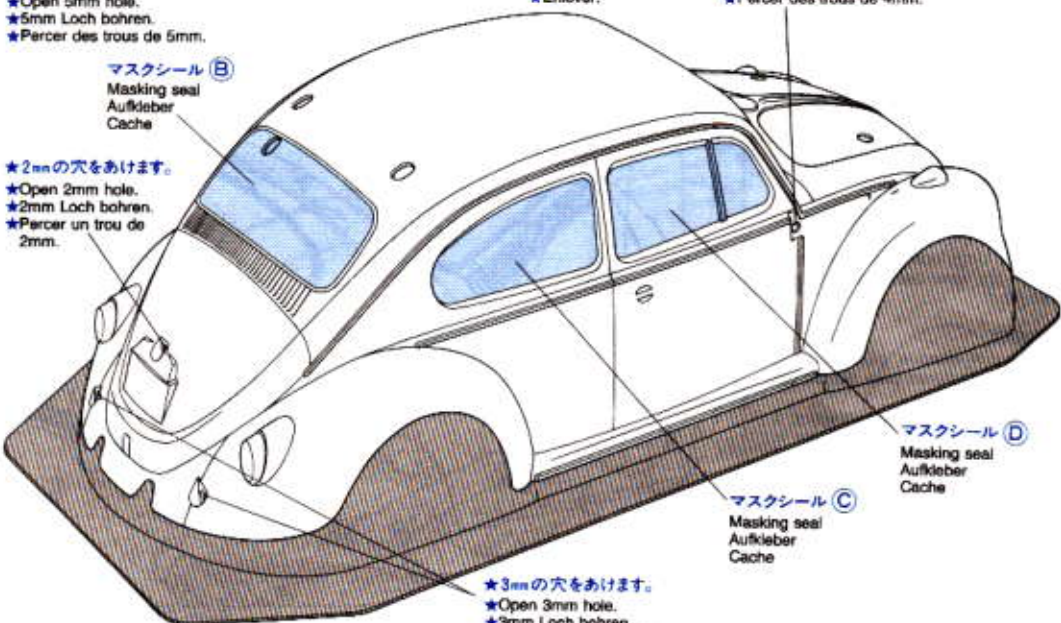 ★Open 5mm hole.
★5mm Loch bohren.
★Percer des trous de 5mm.
★Enlever.
★Percer des trous de 4mm.
マスクシール Ⓑ
Masking seal
Aufkleber
Cache
★2mmの穴をあけます。
★Open 2mm hole.
★2mm Loch bohren.
★Percer un trou de
2mm.
マスクシール Ⓓ
Masking seal
Aufkleber
Cache
マスクシール Ⓒ
Masking seal
Aufkleber
Cache
★3mmの穴をあけます。
★Open 3mm hole.
★3mm Loch bohren.